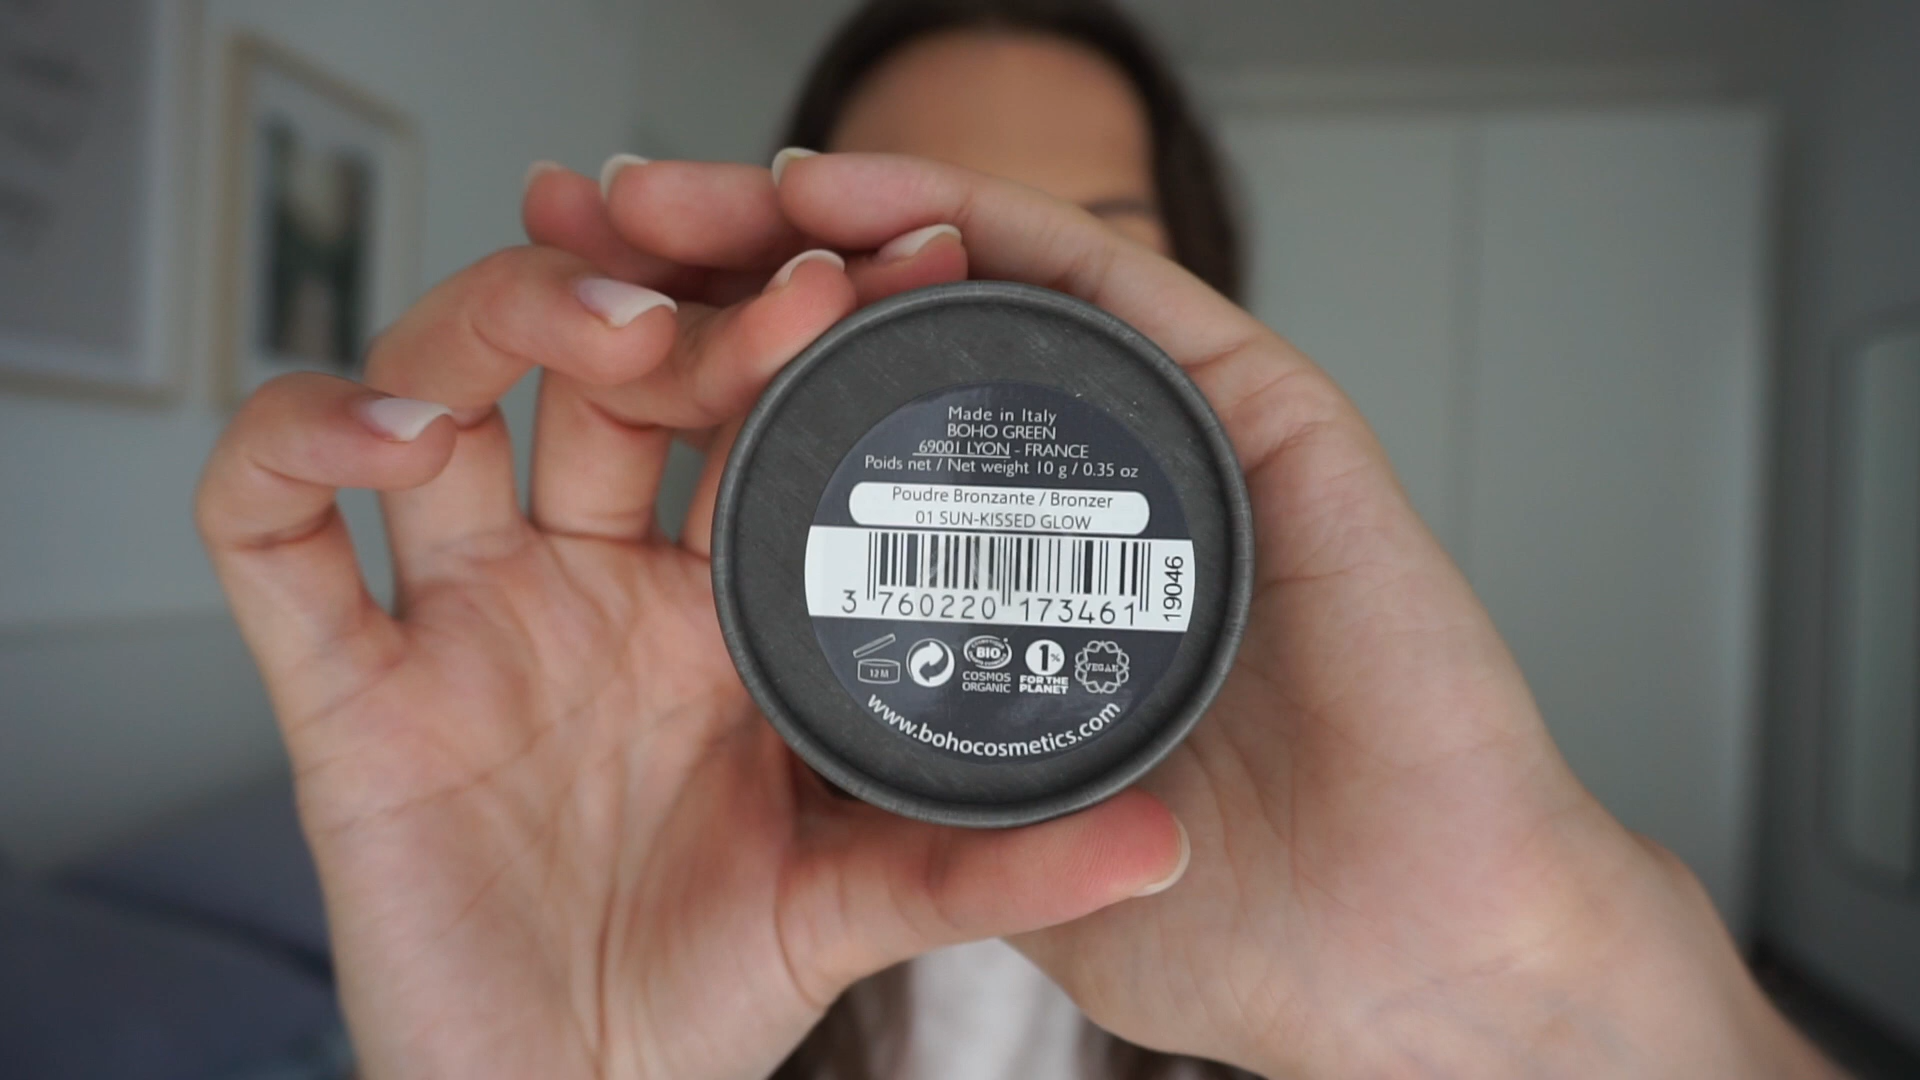 Made in Italy
BOHO GREEN
69001 LYON - FRANCE
Poids net / Net weight 10 g / 0.35 oz
Poudre Bronzante / Bronzer
01 SUN-KISSED GLOW
3 760220 173461
19046
12 M
BIO
COSMOS
ORGANIC
1%
FOR THE
PLANET
VEGAN
www.bohocosmetics.com